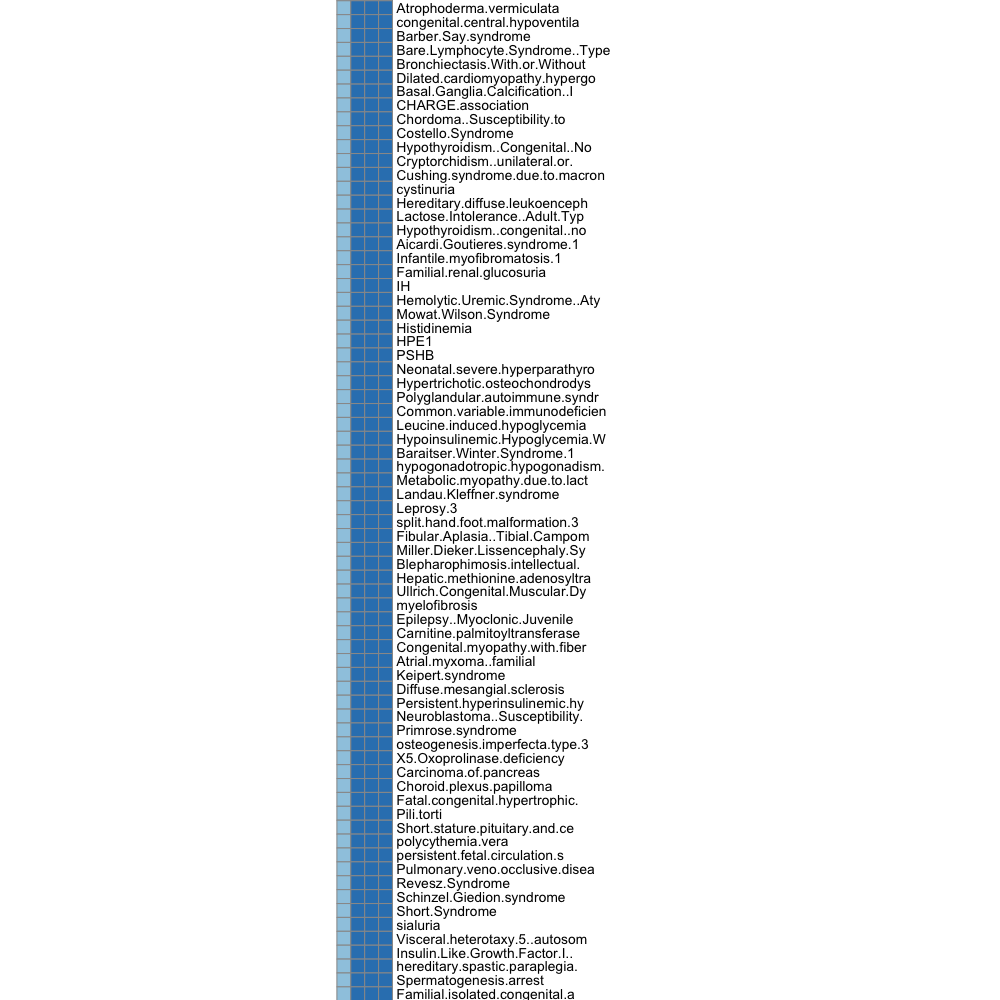 Atrophoderma.vermiculata
congenital.central.hypoventila
Barber.Say.syndrome
Bare.Lymphocyte.Syndrome..Type
Bronchiectasis.With.or.Without
Dilated.cardiomyopathy.hypergo
Basal.Ganglia.Calcification..I
CHARGE.association
Chordoma..Susceptibility.to
Costello.Syndrome
Hypothyroidism..Congenital..No
Cryptorchidism..unilateral.or.
Cushing.syndrome.due.to.macron
cystinuria
Hereditary.diffuse.leukoenceph
Lactose.Intolerance..Adult.Typ
Hypothyroidism..congenital..no
Aicardi.Goutieres.syndrome.1
Infantile.myofibromatosis.1
Familial.renal.glucosuria
IH
Hemolytic.Uremic.Syndrome..Aty
Mowat.Wilson.Syndrome
Histidinemia
HPE1
PSHB
Neonatal.severe.hyperparathyro
Hypertrichotic.osteochondrodys
Polyglandular.autoimmune.syndr
Common.variable.immunodeficien
Leucine.induced.hypoglycemia
Hypoinsulinemic.Hypoglycemia.W
Baraitser.Winter.Syndrome.1
hypogonadotropic.hypogonadism.
Metabolic.myopathy.due.to.lact
Landau.Kleffner.syndrome
Leprosy.3
split.hand.foot.malformation.3
Fibular.Aplasia..Tibial.Campom
Miller.Dieker.Lissencephaly.Sy
Blepharophimosis.intellectual.
Hepatic.methionine.adenosyltra
Ullrich.Congenital.Muscular.Dy
myelofibrosis
Epilepsy..Myoclonic.Juvenile
Carnitine.palmitoyltransferase
Congenital.myopathy.with.fiber
Atrial.myxoma..familial
Keipert.syndrome
Diffuse.mesangial.sclerosis
Persistent.hyperinsulinemic.hy
Neuroblastoma..Susceptibility.
Primrose.syndrome
osteogenesis.imperfecta.type.3
X5.Oxoprolinase.deficiency
Carcinoma.of.pancreas
Choroid.plexus.papilloma
Fatal.congenital.hypertrophic.
Pili.torti
Short.stature.pituitary.and.ce
polycythemia.vera
persistent.fetal.circulation.s
Pulmonary.veno.occlusive.disea
Revesz.Syndrome
Schinzel.Giedion.syndrome
Short.Syndrome
sialuria
Visceral.heterotaxy.5..autosom
Insulin.Like.Growth.Factor.I..
hereditary.spastic.paraplegia.
Spermatogenesis.arrest
Familial.isolated.congenital.a